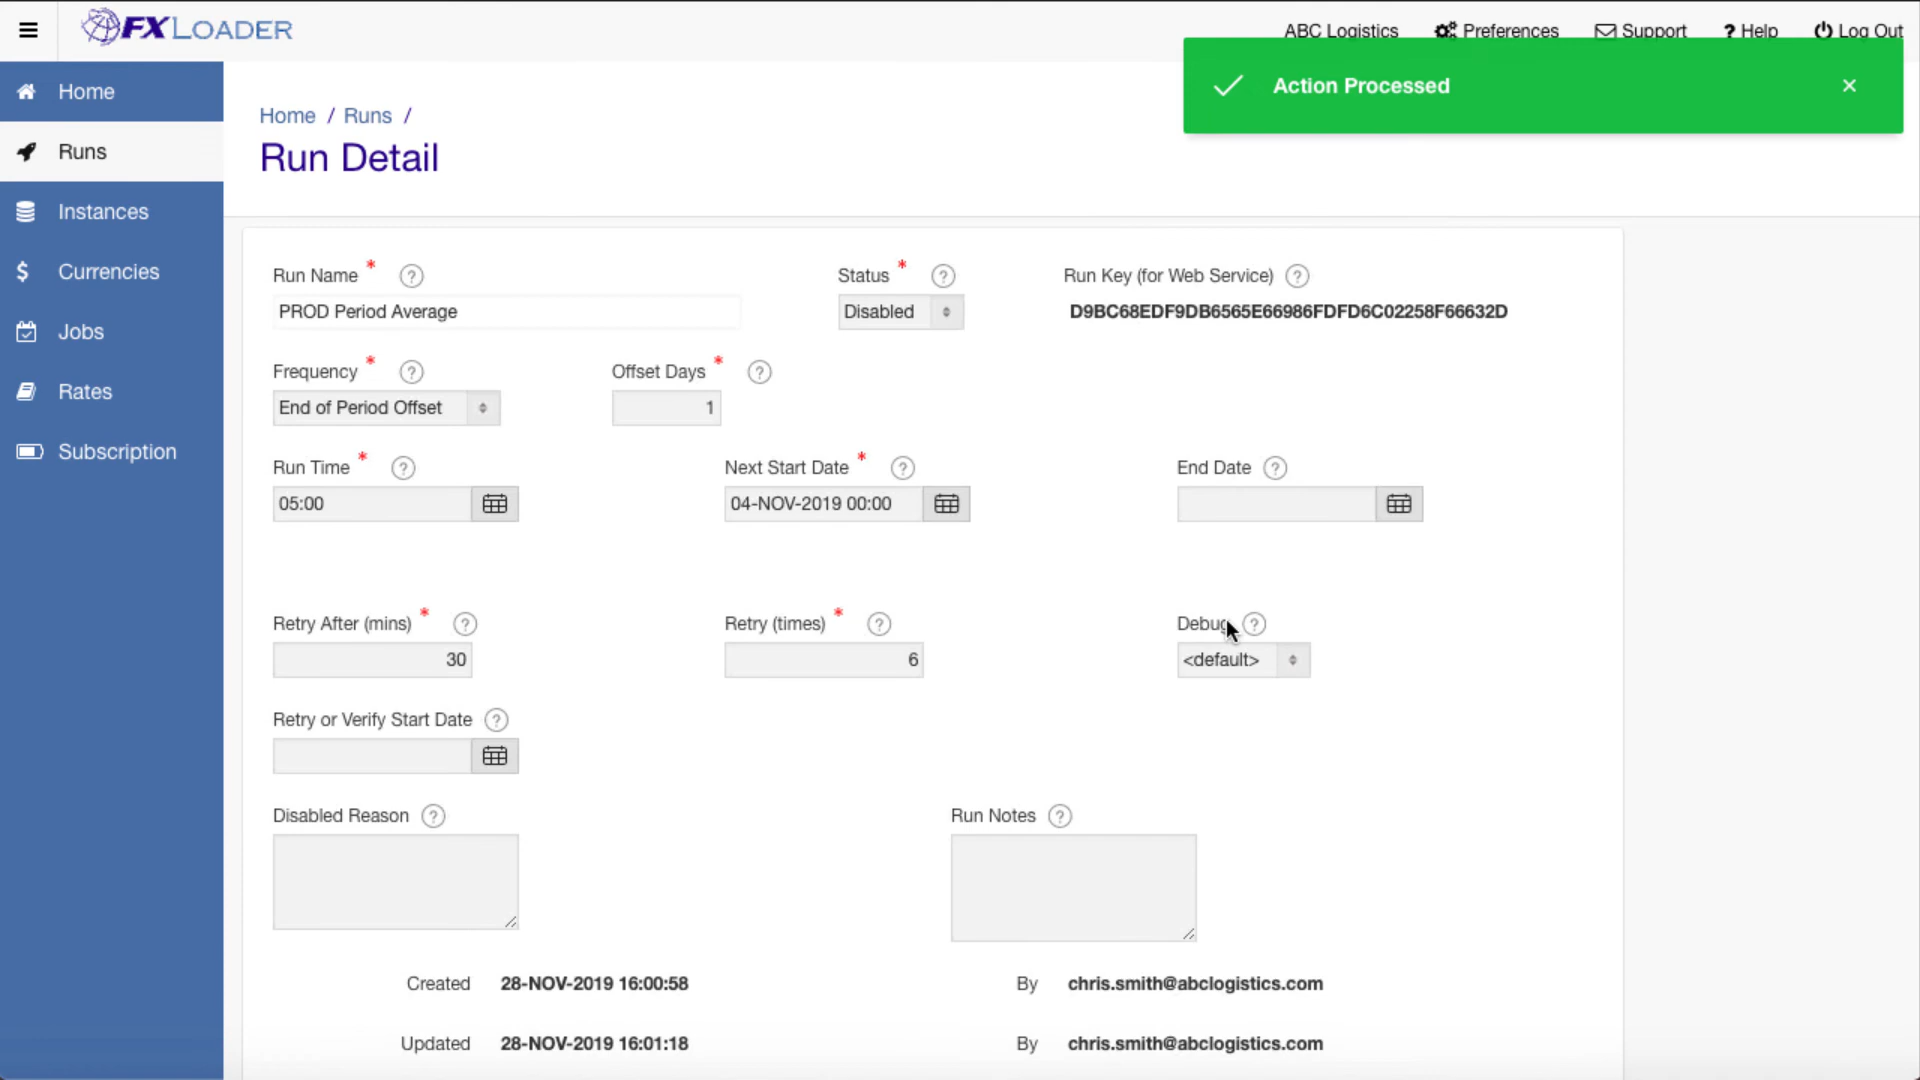 FXLOADER
ABC Logistics Preferences Support ? Help Log Out
Action Processed ×
Home
Runs
Instances
Currencies
Jobs
Rates
Subscription
Home / Runs /
Run Detail
Run Name * ? Status * ? Run Key (for Web Service) ?
PROD Period Average Disabled D9BC68EDF9DB6565E66986FDFD6C02258F66632D
Frequency * ? Offset Days * ?
End of Period Offset 1
Run Time * ? Next Start Date * ? End Date ?
05:00 04-NOV-2019 00:00
Retry After (mins) * ? Retry (times) * ? Debug ?
30 6 <default>
Retry or Verify Start Date ?
Disabled Reason ? Run Notes ?
Created 28-NOV-2019 16:00:58 By chris.smith@abclogistics.com
Updated 28-NOV-2019 16:01:18 By chris.smith@abclogistics.com